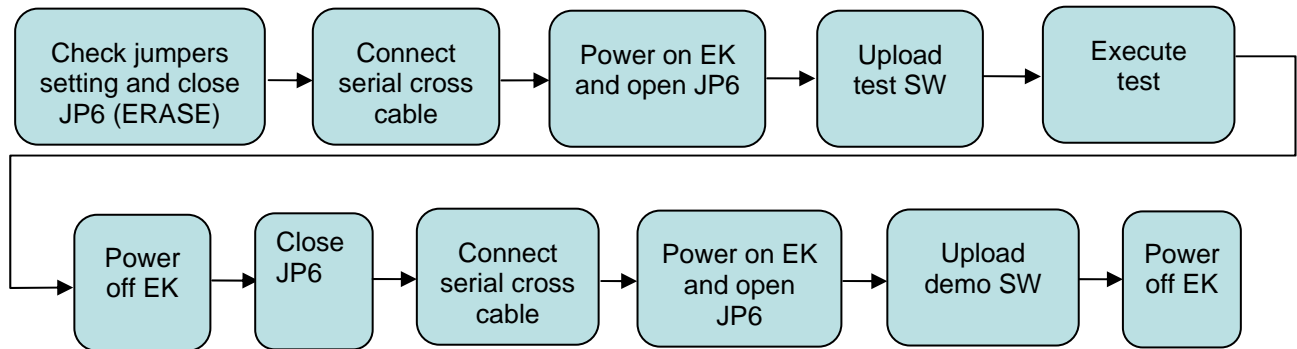 Check jumpers
setting and close
JP6 (ERASE)
Connect
serial cross
cable
Power on EK
and open JP6
Upload
test SW
Execute
test
Power
off EK
Close
JP6
Connect
serial cross
cable
Power on EK
and open
JP6
Upload
demo SW
Power
off EK